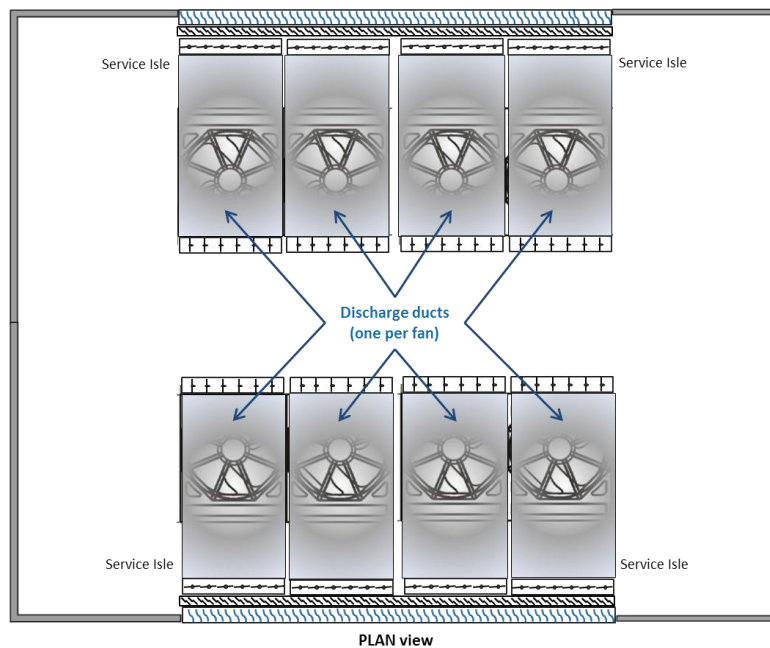 Service Isle
Service Isle
Discharge ducts
(one per fan)
Service Isle
Service Isle
PLAN view